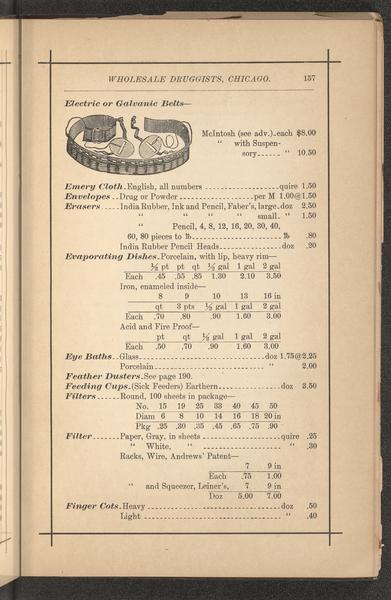 WHOLESALE DRUGGISTS, CHICAGO. 157
Electric or Galvanic Belts—
McIntosh (see adv.)..each $8.00
" with Suspen-
sory...... " 10.50
Emery Cloth. English, all numbers .................... quire 1.50
Envelopes .. Drug or Powder .................... per M 1.00@1.50
Erasers .... India Rubber, Ink and Pencil, Faber's, large..doz 2.50
" " " " small.. " 1.50
" Pencil, 4, 8, 12, 16, 20, 30, 40,
60, 80 pieces to lb .................... lb .80
India Rubber Pencil Heads .................... doz .20
Evaporating Dishes. Porcelain, with lip, heavy rim—
½ pt pt qt ½ gal 1 gal 2 gal
Each .45 .55 .85 1.30 2.10 3.50
Iron, enameled inside—
8 9 10 13 16 in
qt 3 pts ½ gal 1 gal 2 gal
Each .70 .80 .90 1.60 3.00
Acid and Fire Proof—
pt qt ½ gal 1 gal 2 gal
Each .50 .70 .90 1.60 3.00
Eye Baths.. Glass .................... doz 1.75@2.25
Porcelain .................... " 2.00
Feather Dusters. See page 190.
Feeding Cups. (Sick Feeders) Earthern .................... doz 3.50
Filters ...... Round, 100 sheets in package—
No. 15 19 25 33 40 45 50
Diam 6 8 10 14 16 18 20 in
Pkg .25 .30 .35 .45 .65 .75 .90
Filter ...... Paper, Gray, in sheets .................... quire .25
" White, " .................... " .30
Racks, Wire, Andrews' Patent—
7 9 in
Each .75 1.00
" and Squeezer, Leiner's, 7 9 in
Doz 5.00 7.00
Finger Cots. Heavy .................... doz .50
Light .................... " .40